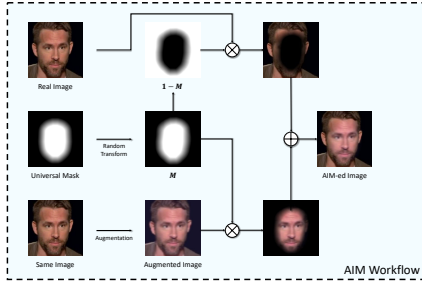 Real Image
1 − M
Universal Mask
Random
Transform
M
AIM-ed Image
Same Image
Augmentation
Augmented Image
AIM Workflow